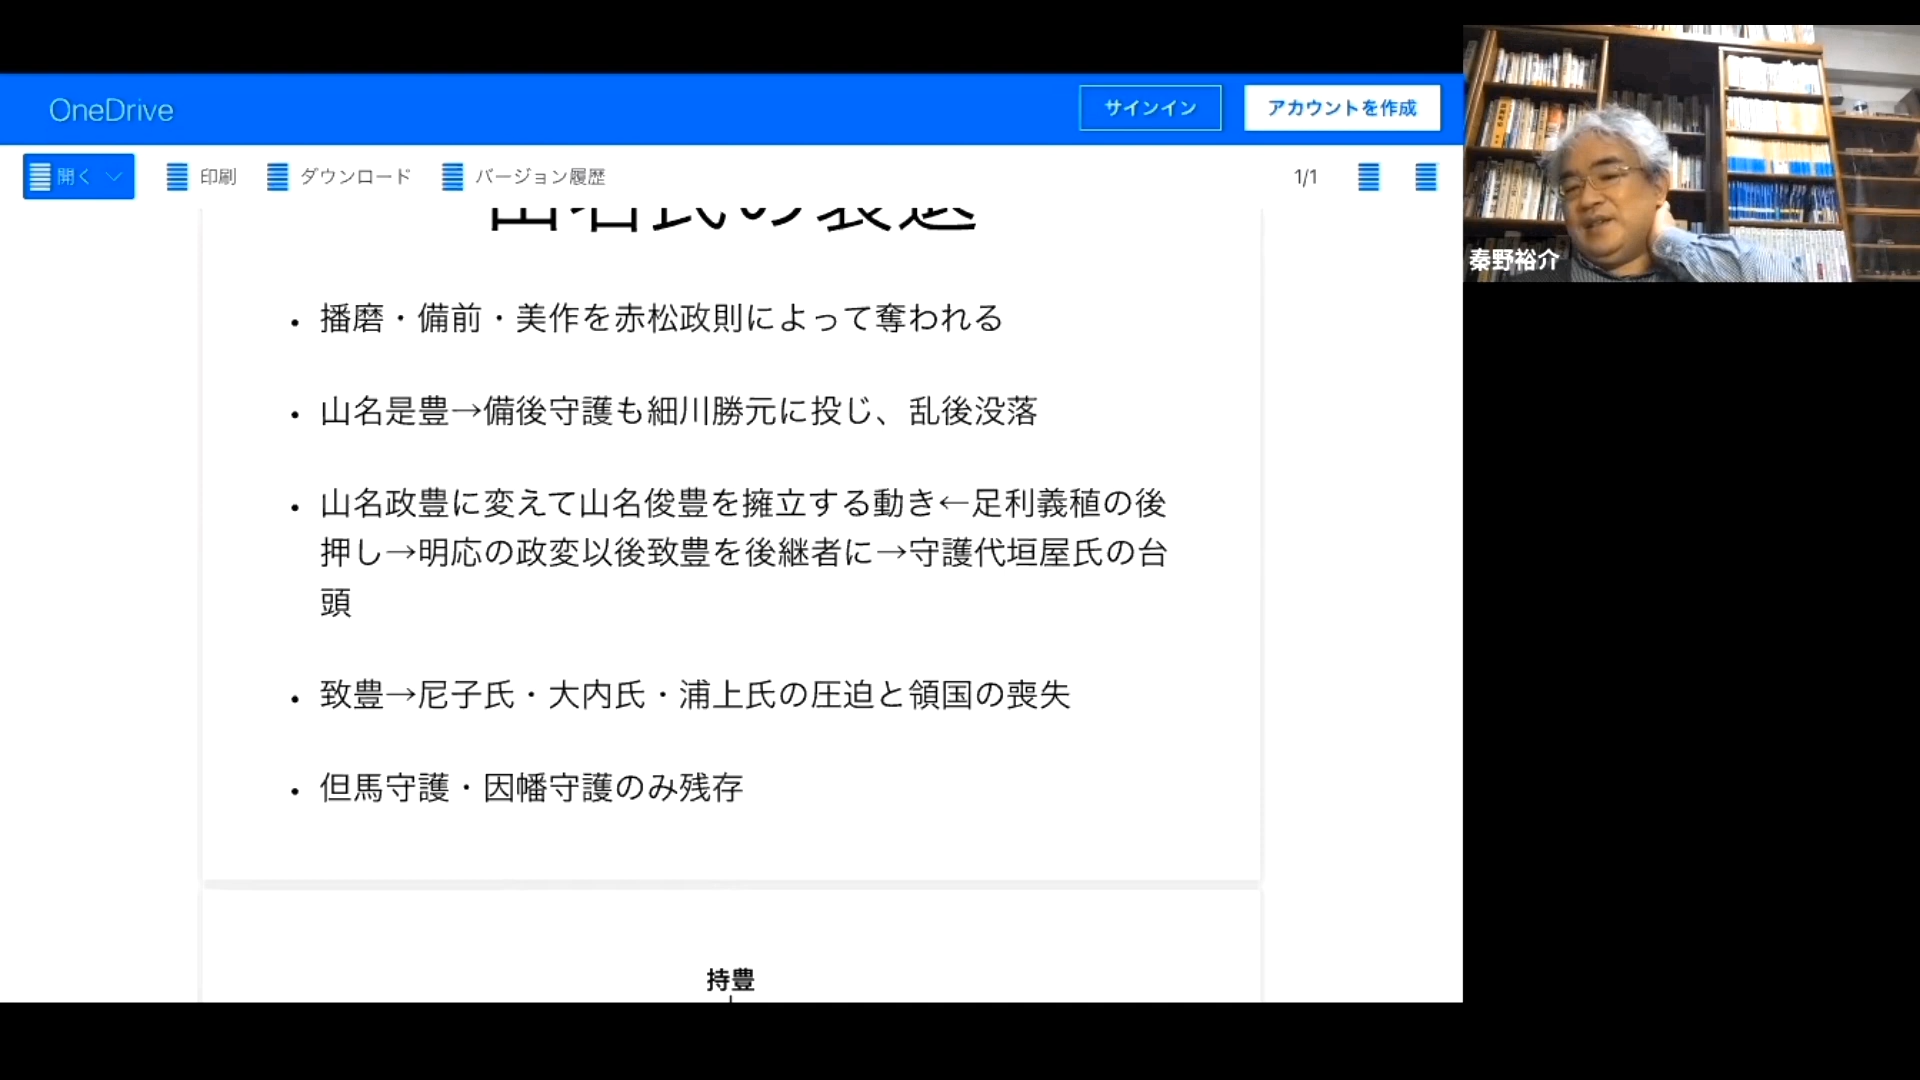 OneDrive
サインイン
アカウントを作成
開く
印刷
ダウンロード
バージョン履歴
1/1
山名氏の衰退
• 播磨・備前・美作を赤松政則によって奪われる
• 山名是豊→備後守護も細川勝元に投じ、乱後没落
• 山名政豊に変えて山名俊豊を擁立する動き←足利義稙の後
押し→明応の政変以後致豊を後継者に→守護代垣屋氏の台
頭
• 致豊→尼子氏・大内氏・浦上氏の圧迫と領国の喪失
• 但馬守護・因幡守護のみ残存
持豊
秦野裕介